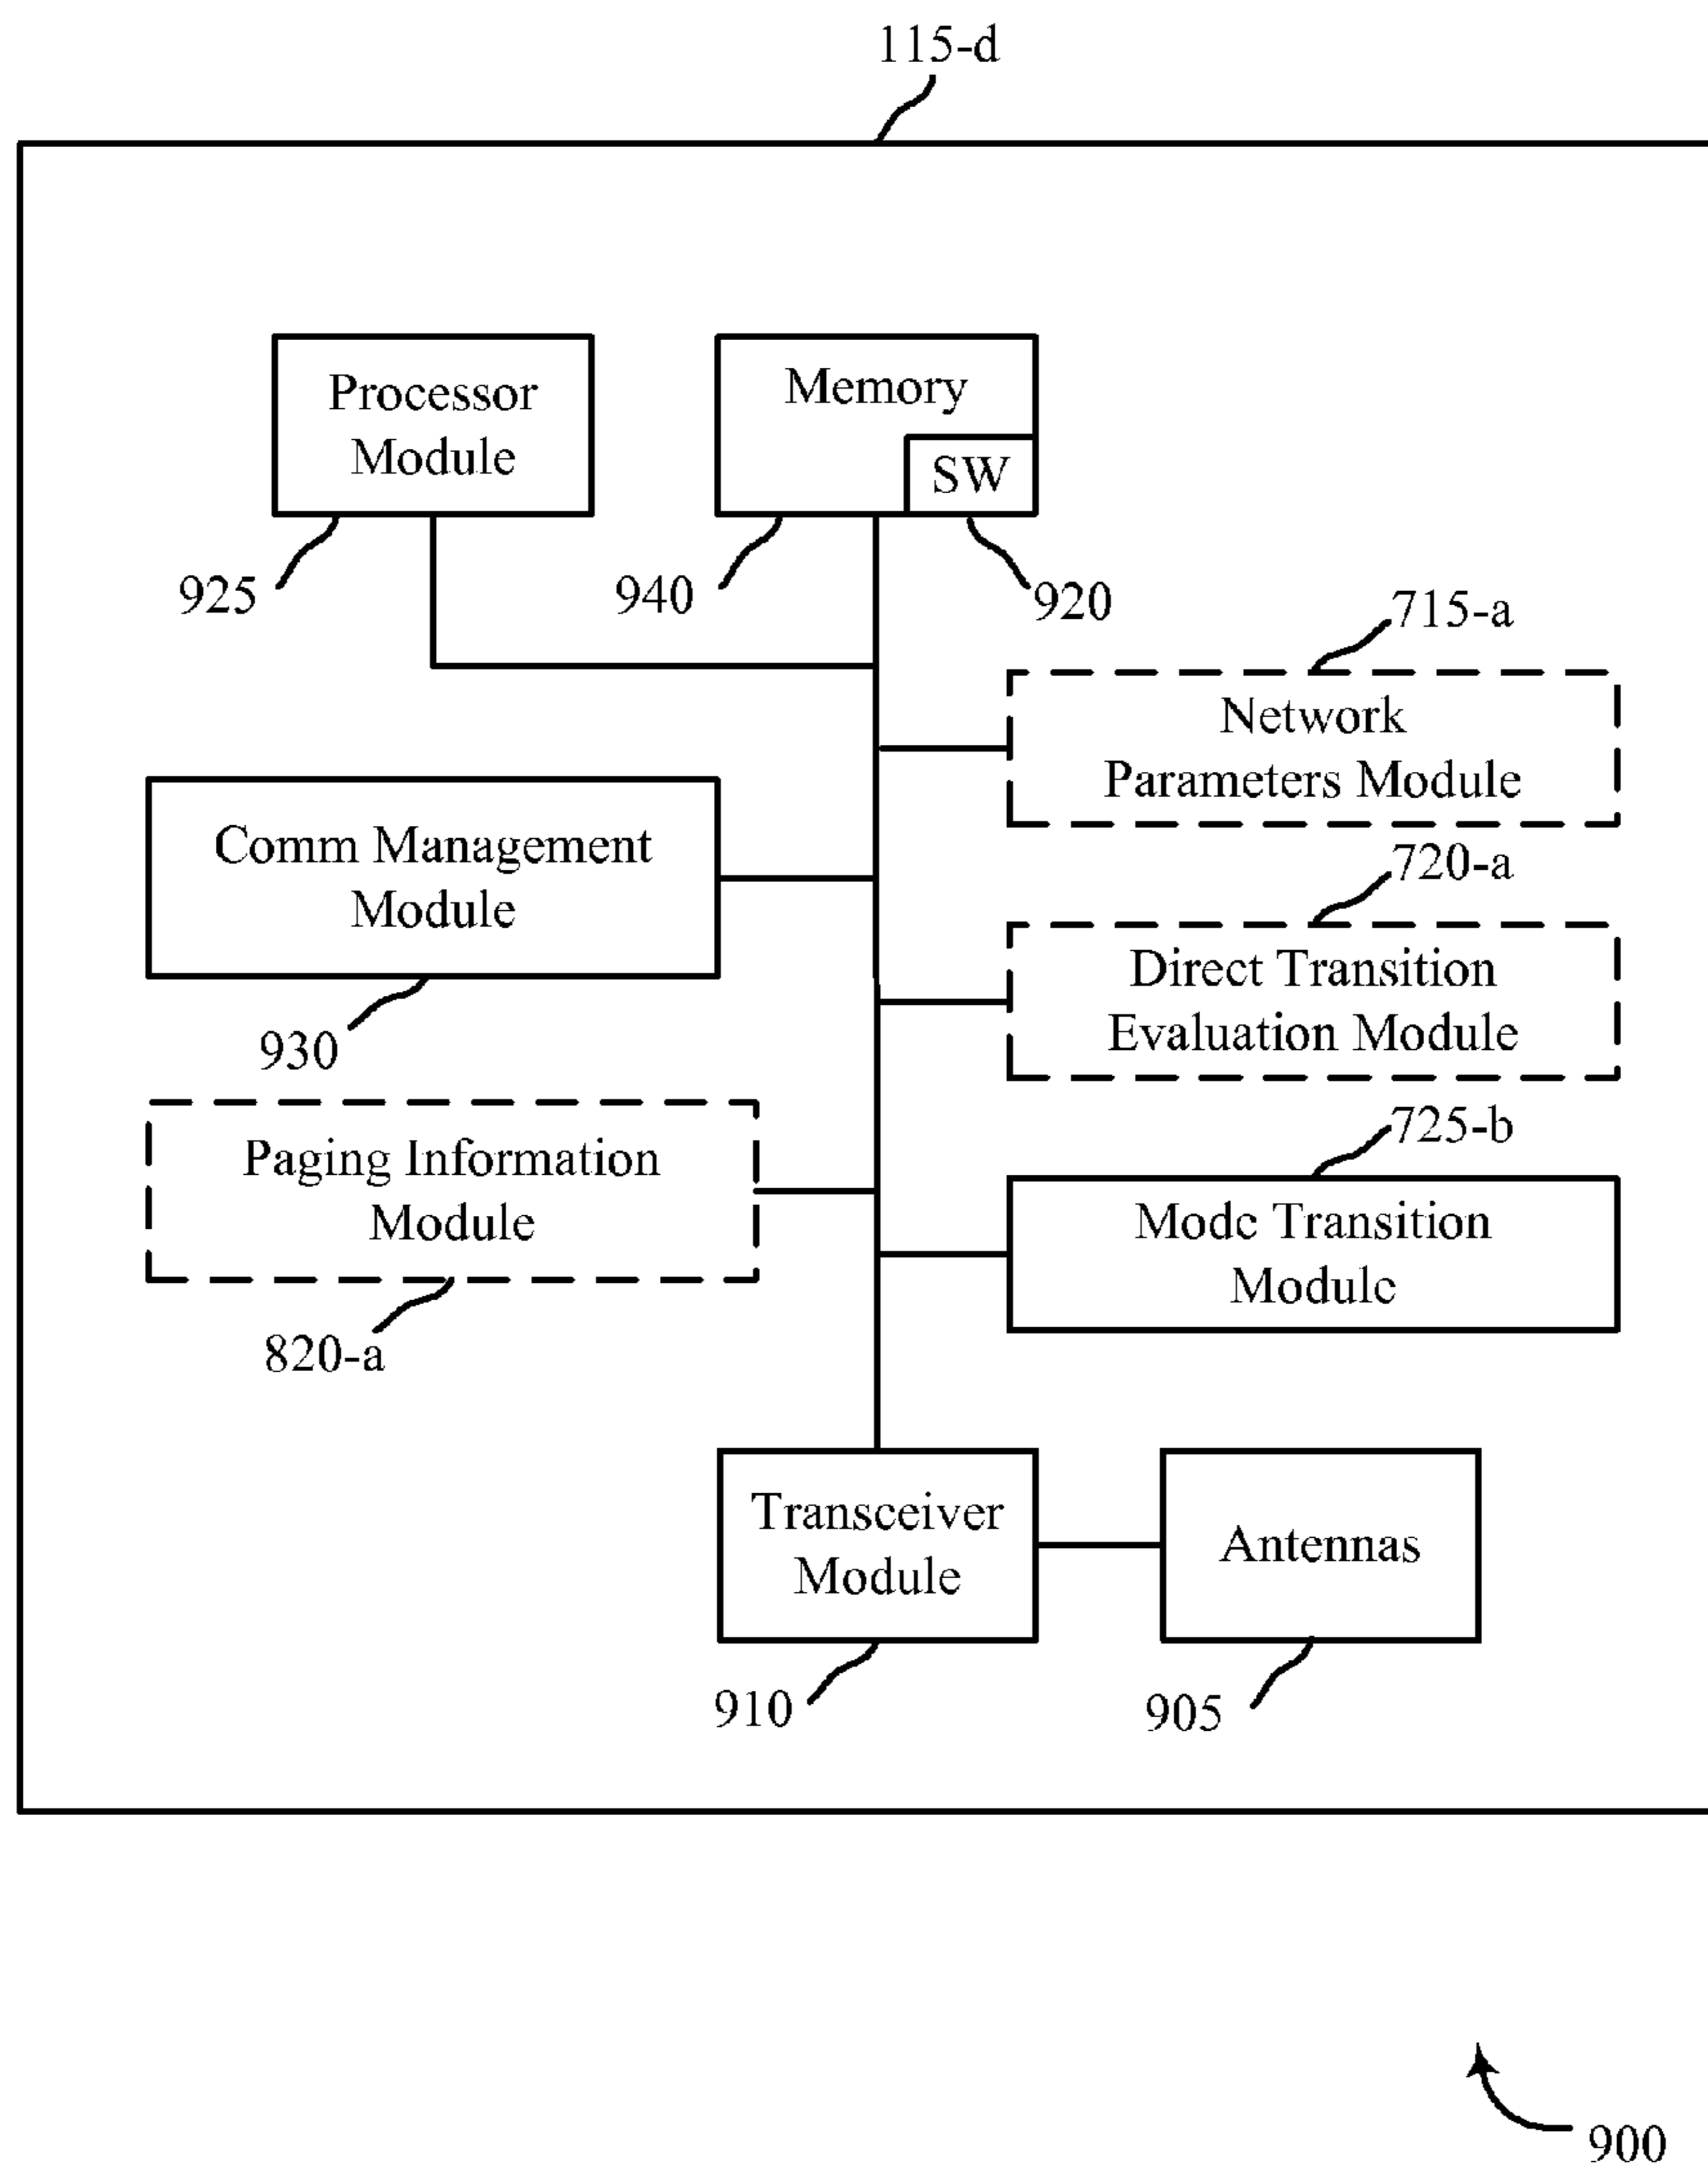 115-d
Processor
Module
Memory
SW
925
940
920
715-a
Network
Parameters Module
Comm Management
Module
930
720-a
Direct Transition
Evaluation Module
Paging Information
Module
820-a
725-b
Mode Transition
Module
Transceiver
Module
Antennas
910
905
900